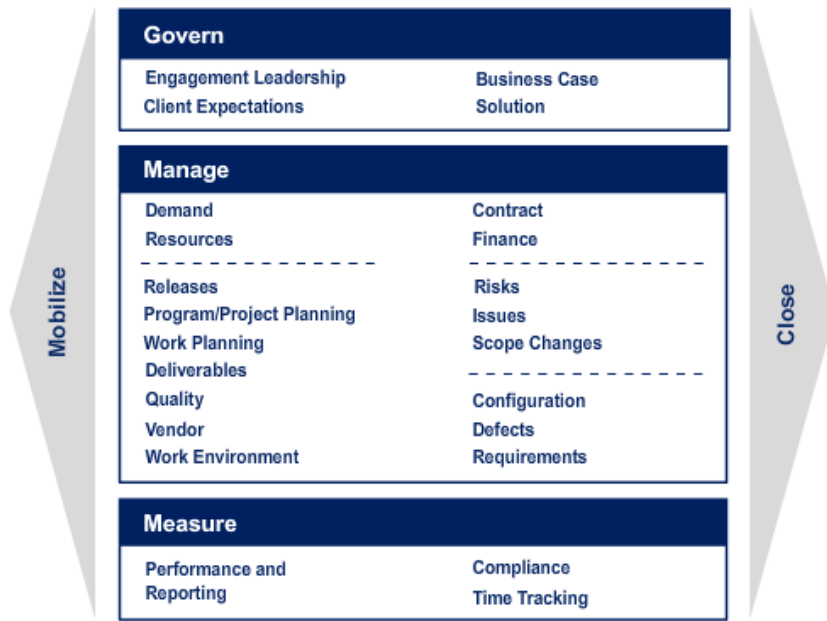 Mobilize
Govern
Engagement Leadership
Client Expectations
Business Case
Solution
Manage
Demand
Resources
Releases
Program/Project Planning
Work Planning
Deliverables
Quality
Vendor
Work Environment
Contract
Finance
Risks
Issues
Scope Changes
Configuration
Defects
Requirements
Measure
Performance and
Reporting
Compliance
Time Tracking
Close